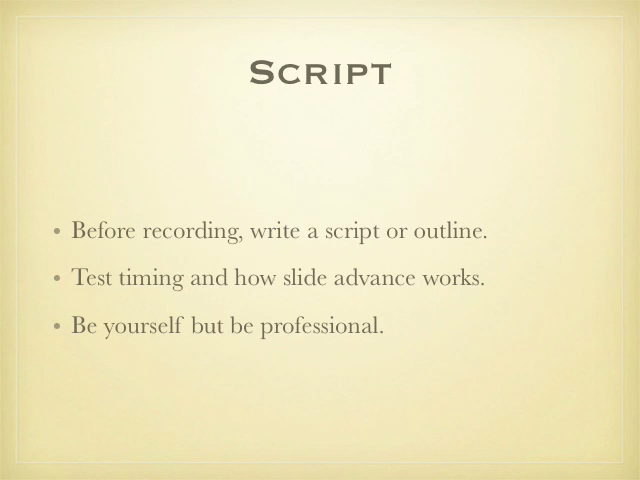 Script
• Before recording, write a script or outline.
• Test timing and how slide advance works.
• Be yourself but be professional.